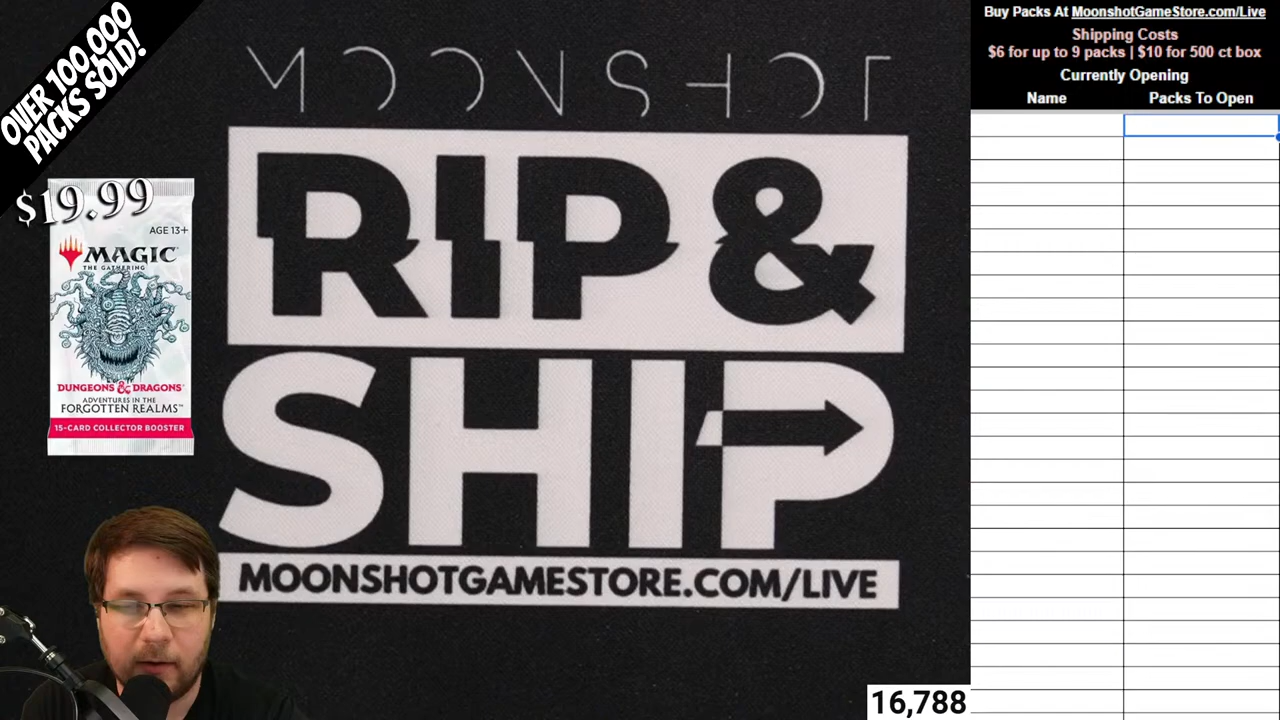 OVER 100,000
PACKS SOLD!
$19.99
AGE 13+
MAGIC
THE GATHERING
DUNGEONS & DRAGONS
ADVENTURES IN THE
FORGOTTEN REALMS™
15-CARD COLLECTOR BOOSTER
MOONSHOT
RIP &
SHIP
MOONSHOTGAMESTORE.COM/LIVE
16,788
Buy Packs At MoonshotGameStore.com/Live
Shipping Costs
$6 for up to 9 packs | $10 for 500 ct box
Currently Opening
Name Packs To Open